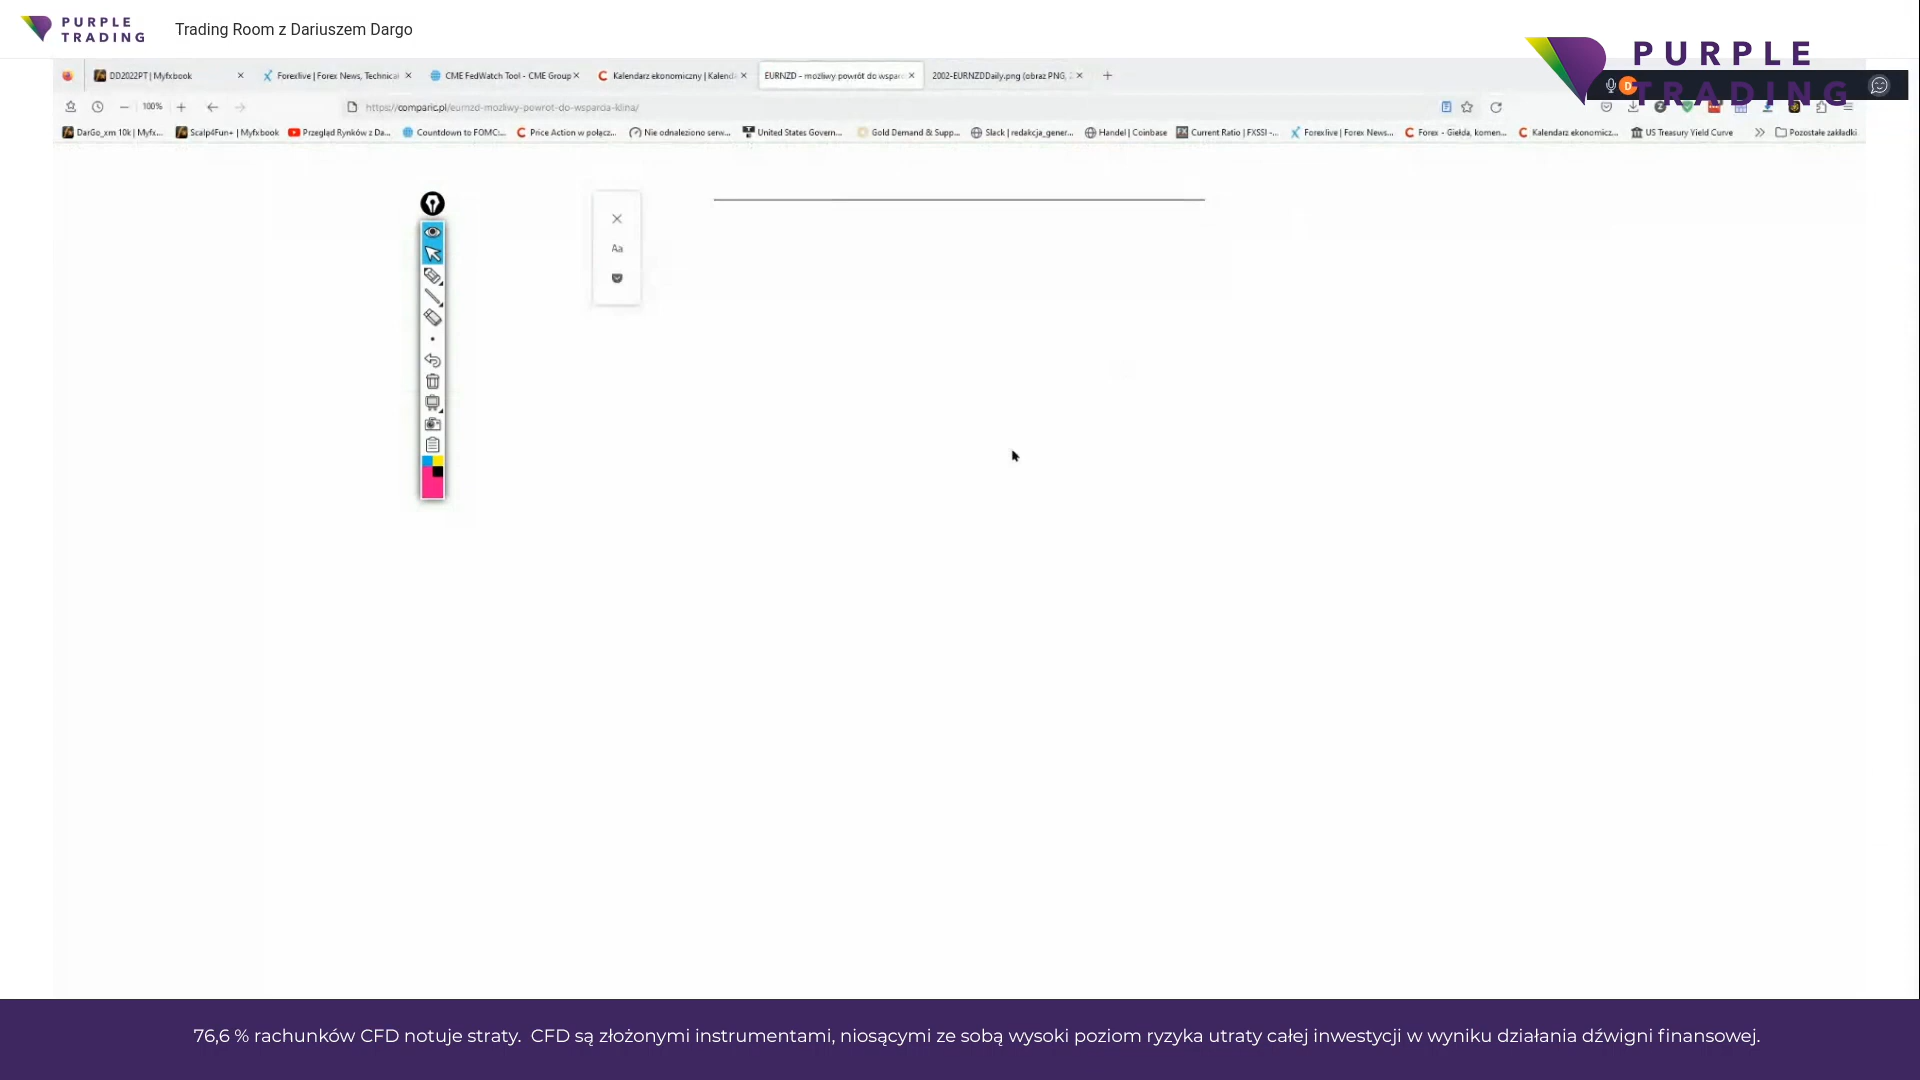 PURPLE
TRADING
Trading Room z Dariuszem Dargo
PURPLE
TRADING
DD2022PT | Myfxbook
Forexlive | Forex News, Technical
CME FedWatch Tool - CME Group
Kalendarz ekonomiczny | Kalend
EURNZD – możliwy powrót do wspar
2002-EURNZDDaily.png (obraz PNG,
100%
https://comparic.pl/eurnzd-mozliwy-powrot-do-wsparcia-klina/
DarGo_xm 10k | Myfx...
Scalp4Fun+ | Myfxbook
Przegląd Rynków z Da...
Countdown to FOMC:...
Price Action w połącz...
Nie odnaleziono serw...
United States Govern...
Gold Demand & Supp...
Slack | redakcja_gener...
Handel | Coinbase
Current Ratio | FXSSI -...
Forexlive | Forex News...
Forex - Giełda, komen...
Kalendarz ekonomicz...
US Treasury Yield Curve
Pozostałe zakładki
Aa
76,6 % rachunków CFD notuje straty. CFD są złożonymi instrumentami, niosącymi ze sobą wysoki poziom ryzyka utraty całej inwestycji w wyniku działania dźwigni finansowej.